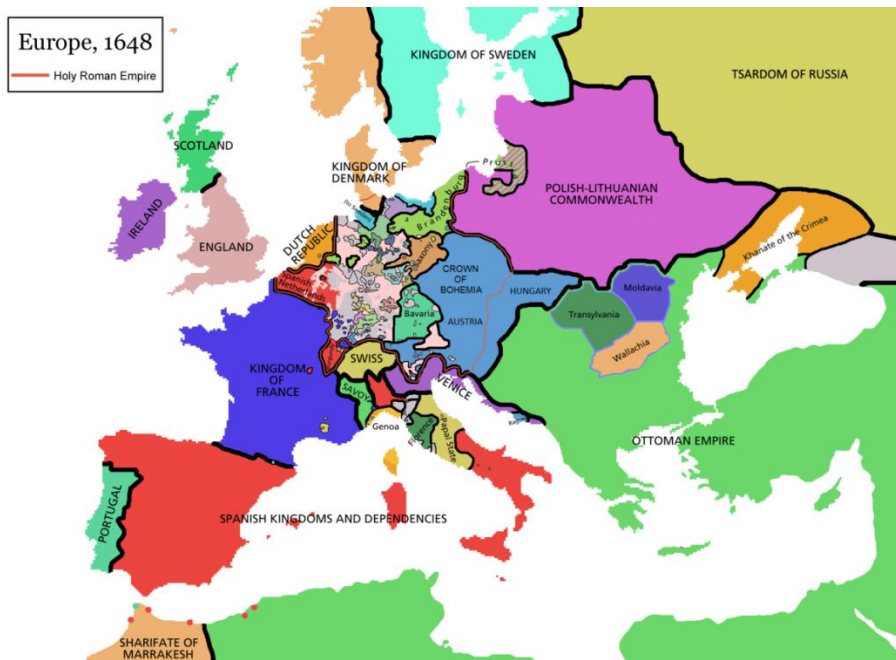 Europe, 1648
Holy Roman Empire
KINGDOM OF SWEDEN
TSARDOM OF RUSSIA
SCOTLAND
KINGDOM OF
DENMARK
IRELAND
ENGLAND
DUTCH
REPUBLIC
Brandenburg
POLISH-LITHUANIAN
COMMONWEALTH
Khanate of the Crimea
Spanish
Netherlands
Saxony
CROWN
OF
BOHEMIA
HUNGARY
Moldavia
Transylvania
Bavaria
AUSTRIA
Wallachia
KINGDOM
OF
FRANCE
SWISS
SAVOY
VENICE
Genoa
Florence
Papal State
OTTOMAN EMPIRE
PORTUGAL
SPANISH KINGDOMS AND DEPENDENCIES
SHARIFATE OF
MARRAKESH